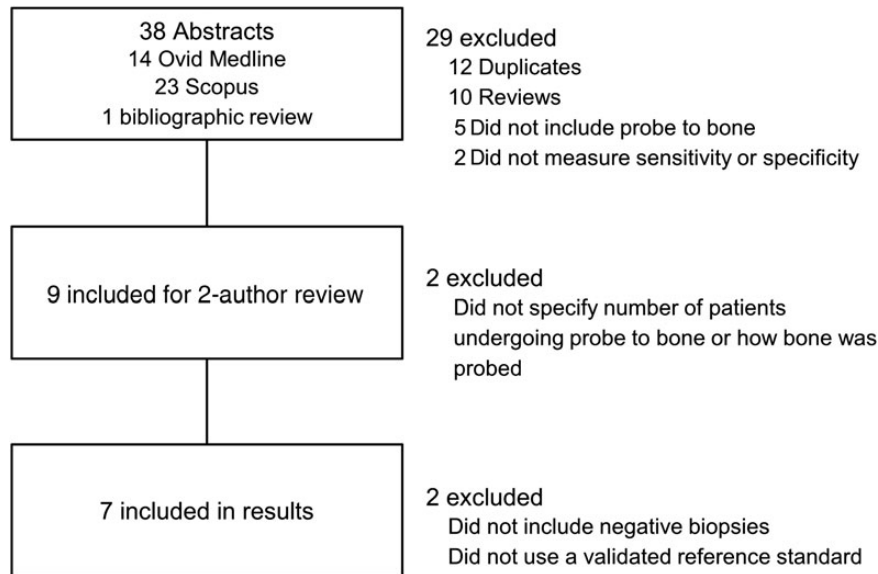 38 Abstracts
14 Ovid Medline
23 Scopus
1 bibliographic review
29 excluded
12 Duplicates
10 Reviews
5 Did not include probe to bone
2 Did not measure sensitivity or specificity
9 included for 2-author review
2 excluded
Did not specify number of patients
undergoing probe to bone or how bone was
probed
7 included in results
2 excluded
Did not include negative biopsies
Did not use a validated reference standard